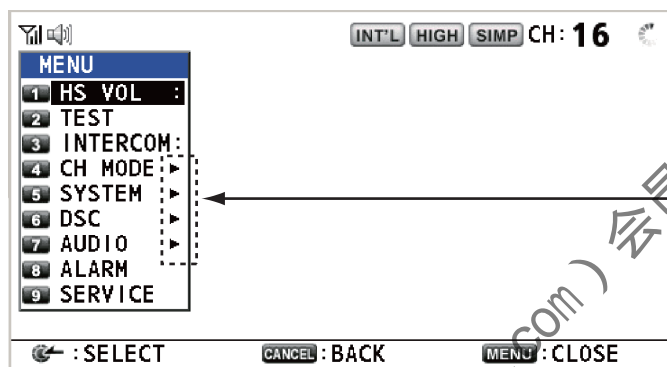 INT'L HIGH SIMP CH: 16
MENU
1 HS VOL :
2 TEST
3 INTERCOM:
4 CH MODE ▶
5 SYSTEM ▶
6 DSC ▶
7 AUDIO ▶
8 ALARM
9 SERVICE
: SELECT CANCEL : BACK MENU : CLOSE
com）会员